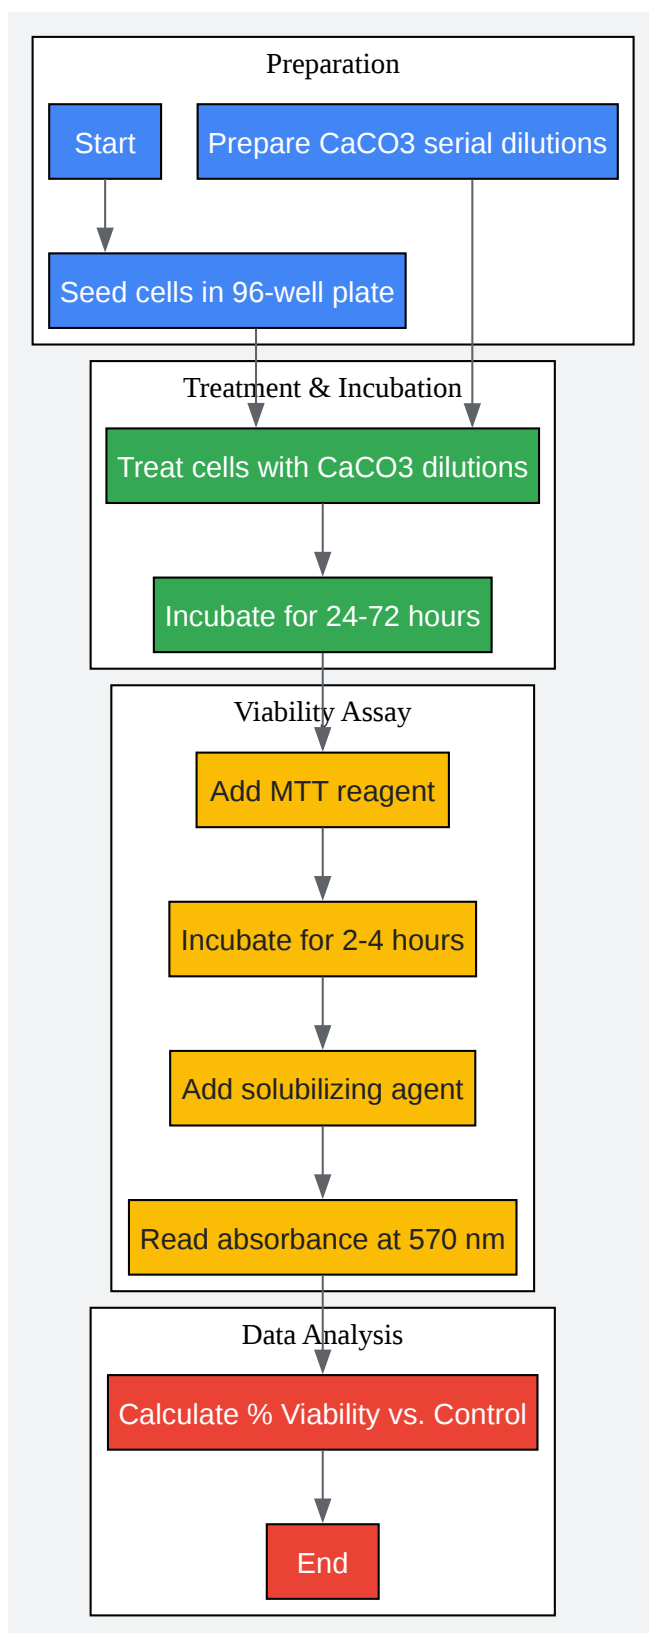 Preparation
Start
Prepare CaCO3 serial dilutions
Seed cells in 96-well plate
Treatment & Incubation
Treat cells with CaCO3 dilutions
Incubate for 24-72 hours
Viability Assay
Add MTT reagent
Incubate for 2-4 hours
Add solubilizing agent
Read absorbance at 570 nm
Data Analysis
Calculate % Viability vs. Control
End